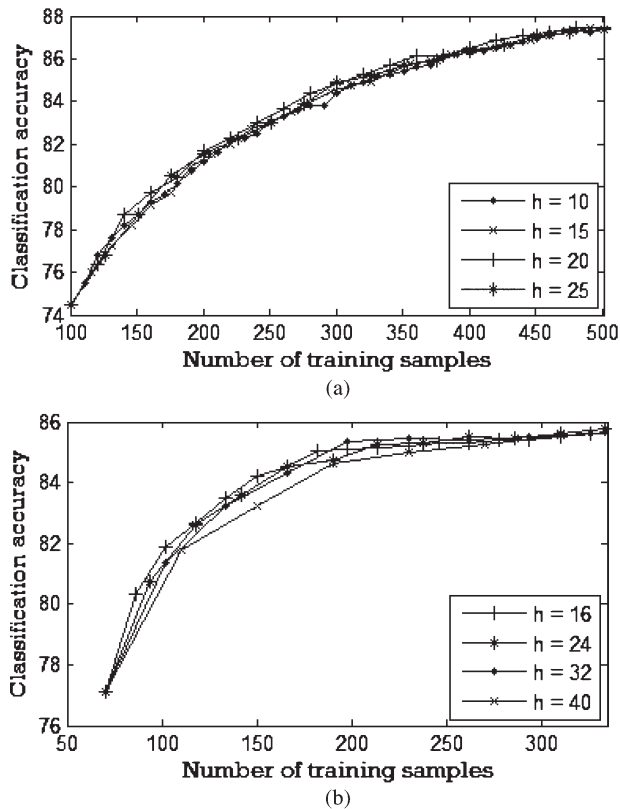 88
86
84
82
80
78
76
74
Classification accuracy
h = 10
h = 15
h = 20
h = 25
100 150 200 250 300 350 400 450 500
Number of training samples
(a)
86
84
82
80
78
76
Classification accuracy
h = 16
h = 24
h = 32
h = 40
50 100 150 200 250 300
Number of training samples
(b)